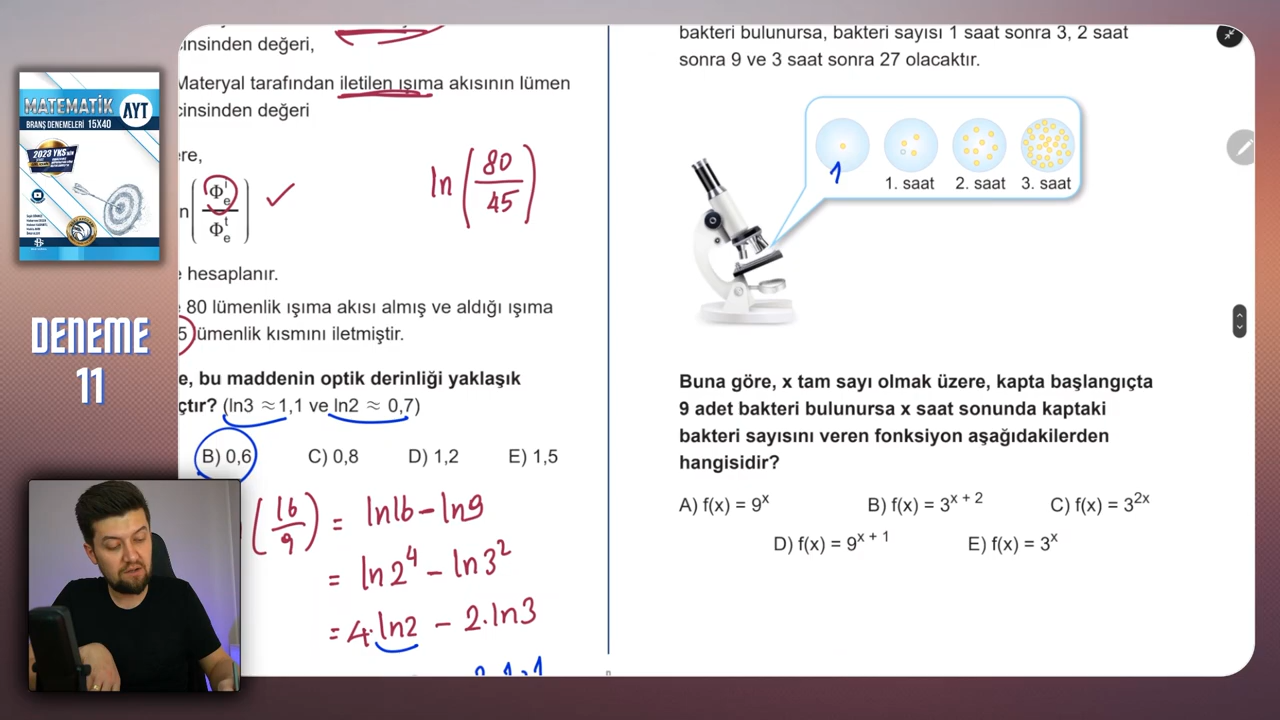 MATEMATİK
AYT
BRANŞ DENEMELERİ 15X40
2023 YKS'NİN
DENEME
11
cinsinden değeri,
Materyal tarafından iletilen ışıma akısının lümen
cinsinden değeri
ere,
n(Φeⁱ/Φeᵗ)
ln(80/45)
e hesaplanır.
80 lümenlik ışıma akısı almış ve aldığı ışıma
5 lümenlik kısmını iletmiştir.
e, bu maddenin optik derinliği yaklaşık
çtır? (ln3 ≈ 1,1 ve ln2 ≈ 0,7)
B) 0,6 C) 0,8 D) 1,2 E) 1,5
(16/9) = ln16 − ln9
= ln2⁴ − ln3²
= 4.ln2 − 2.ln3
bakteri bulunursa, bakteri sayısı 1 saat sonra 3, 2 saat
sonra 9 ve 3 saat sonra 27 olacaktır.
1
1. saat 2. saat 3. saat
Buna göre, x tam sayı olmak üzere, kapta başlangıçta
9 adet bakteri bulunursa x saat sonunda kaptaki
bakteri sayısını veren fonksiyon aşağıdakilerden
hangisidir?
A) f(x) = 9ˣ B) f(x) = 3ˣ ⁺ ² C) f(x) = 3²ˣ
D) f(x) = 9ˣ ⁺ ¹ E) f(x) = 3ˣ